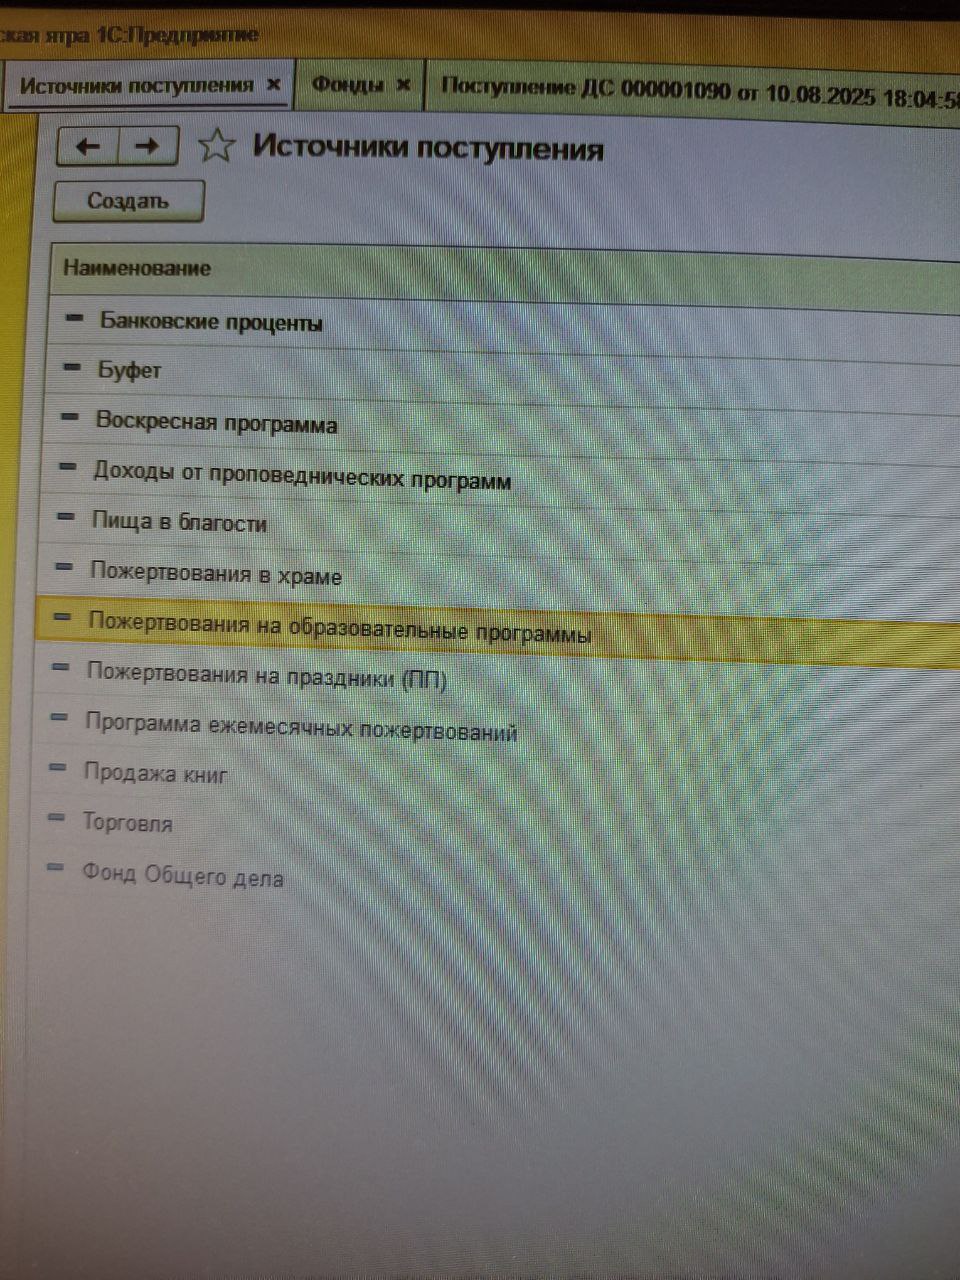 ская ятра 1С:Предприятие
Источники поступления × Фонды × Поступление ДС 000001090 от 10.08.2025 18:04:58
Источники поступления
Создать
Наименование
Банковские проценты
Буфет
Воскресная программа
Доходы от проповеднических программ
Пища в благости
Пожертвования в храме
Пожертвования на образовательные программы
Пожертвования на праздники (ПП)
Программа ежемесячных пожертвований
Продажа книг
Торговля
Фонд Общего дела